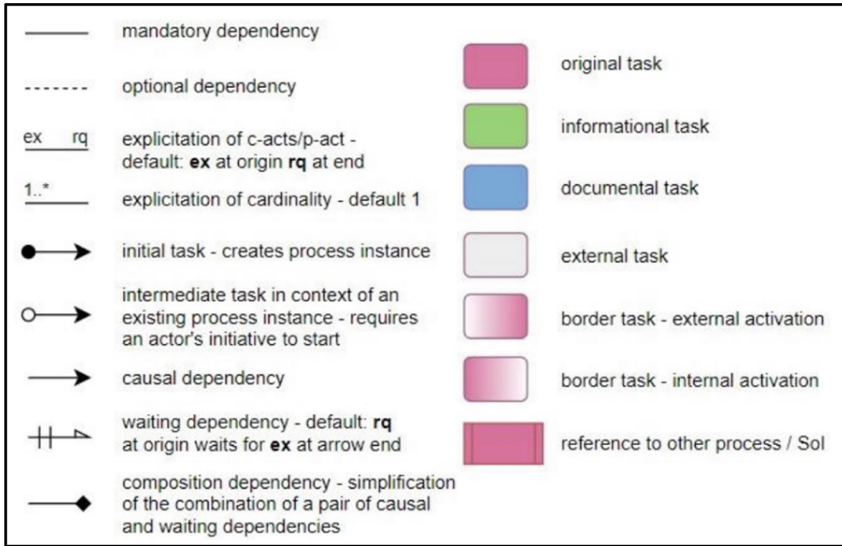 mandatory dependency
optional dependency
ex rq
explicitation of c-acts/p-act -
default: ex at origin rq at end
1..*
explicitation of cardinality - default 1
initial task - creates process instance
intermediate task in context of an
existing process instance - requires
an actor's initiative to start
causal dependency
waiting dependency - default: rq
at origin waits for ex at arrow end
composition dependency - simplification
of the combination of a pair of causal
and waiting dependencies
original task
informational task
documental task
external task
border task - external activation
border task - internal activation
reference to other process / SoI